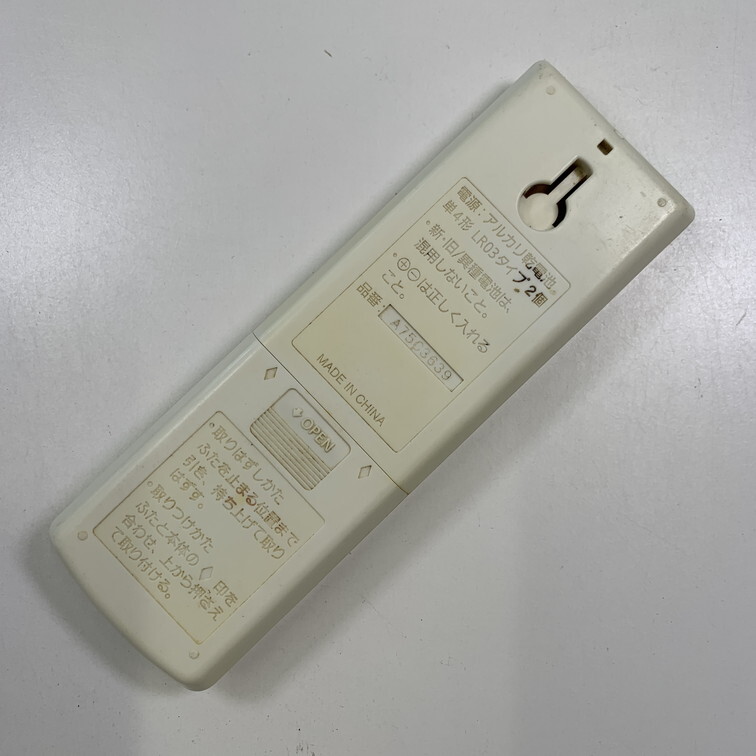 電源：アルカリ乾電池。
単4形 LR03タイプ2個
・新・旧/異種電池は、
混用しないこと。
・⊕⊖は正しく入れる
こと。
品番：A75C3639
MADE IN CHINA
OPEN
・取りはずしかた
ふたを止まる位置まで
引き、持ち上げて取り
はずす。
・取りつけかた
ふたと本体の◇印を
合わせ、上から押さえ
て取り付ける。